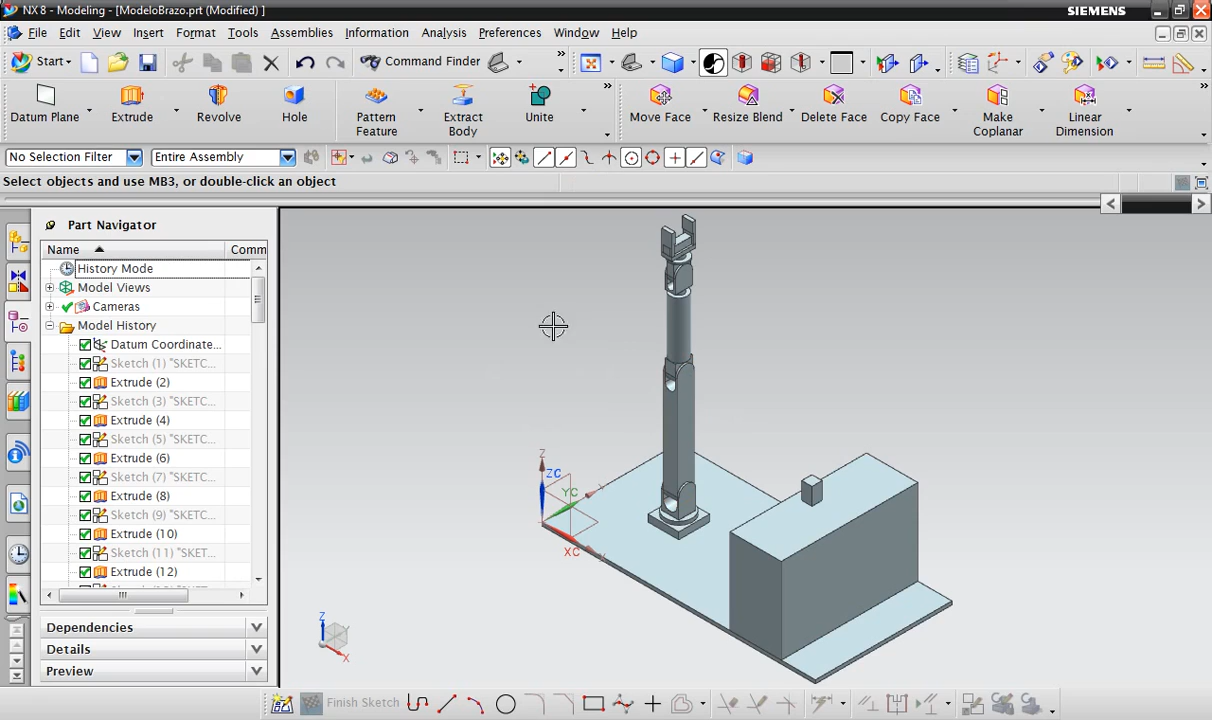 NX 8 - Modeling - [ModeloBrazo.prt (Modified) ]
SIEMENS
File Edit View Insert Format Tools Assemblies Information Analysis Preferences Window Help
Start Command Finder
Datum Plane Extrude Revolve Hole Pattern Feature Extract Body Unite Move Face Resize Blend Delete Face Copy Face Make Coplanar Linear Dimension
No Selection Filter Entire Assembly
Select objects and use MB3, or double-click an object
Part Navigator
Name Comm
History Mode
Model Views
Cameras
Model History
Datum Coordinate...
Sketch (1) "SKETC...
Extrude (2)
Sketch (3) "SKETC...
Extrude (4)
Sketch (5) "SKETC...
Extrude (6)
Sketch (7) "SKETC...
Extrude (8)
Sketch (9) "SKETC...
Extrude (10)
Sketch (11) "SKET...
Extrude (12)
Dependencies
Details
Preview
Z
ZC
YC
XC
Z
Y
X
Finish Sketch